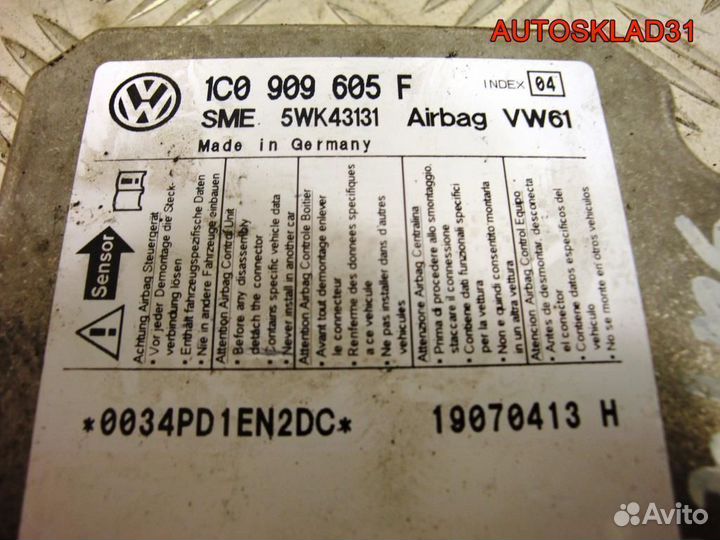 AUTOSKLAD31
1C0 909 605 F
INDEX 04
SME 5WK43131 Airbag VW61
Made in Germany
Sensor
Achtung Airbag Steuergerät
• Vor jeder Demontage die Steck-
verbindung lösen
• Enthält fahrzeugspezifische Daten
• Nie in andere Fahrzeuge einbauen
Attention Airbag Control Unit
• Before any disassembly
detach the connector
• Contains specific vehicle data
• Never install in another car
Attention Airbag Controle Boitier
• Avant tout demontage enlever
le connecteur
• Renferme des données specifiques
a ce vehicule
• Ne pas installer dans d'autres
vehicules
Attenzione Airbag Centralina
• Prima di procedere allo smontaggio,
staccare il connessione
• Contiene dati funzionali specifici
per la vettura
• Non e quindi consentito montarla
in un altra vettura
Atencion Airbag Control Equipo
• Antes de desmontar, desconecta
el conector
• Contiene datos especificos del
vehiculo
• No se monte en otros vehiculos
*0034PD1EN2DC*
19070413 H
Avito